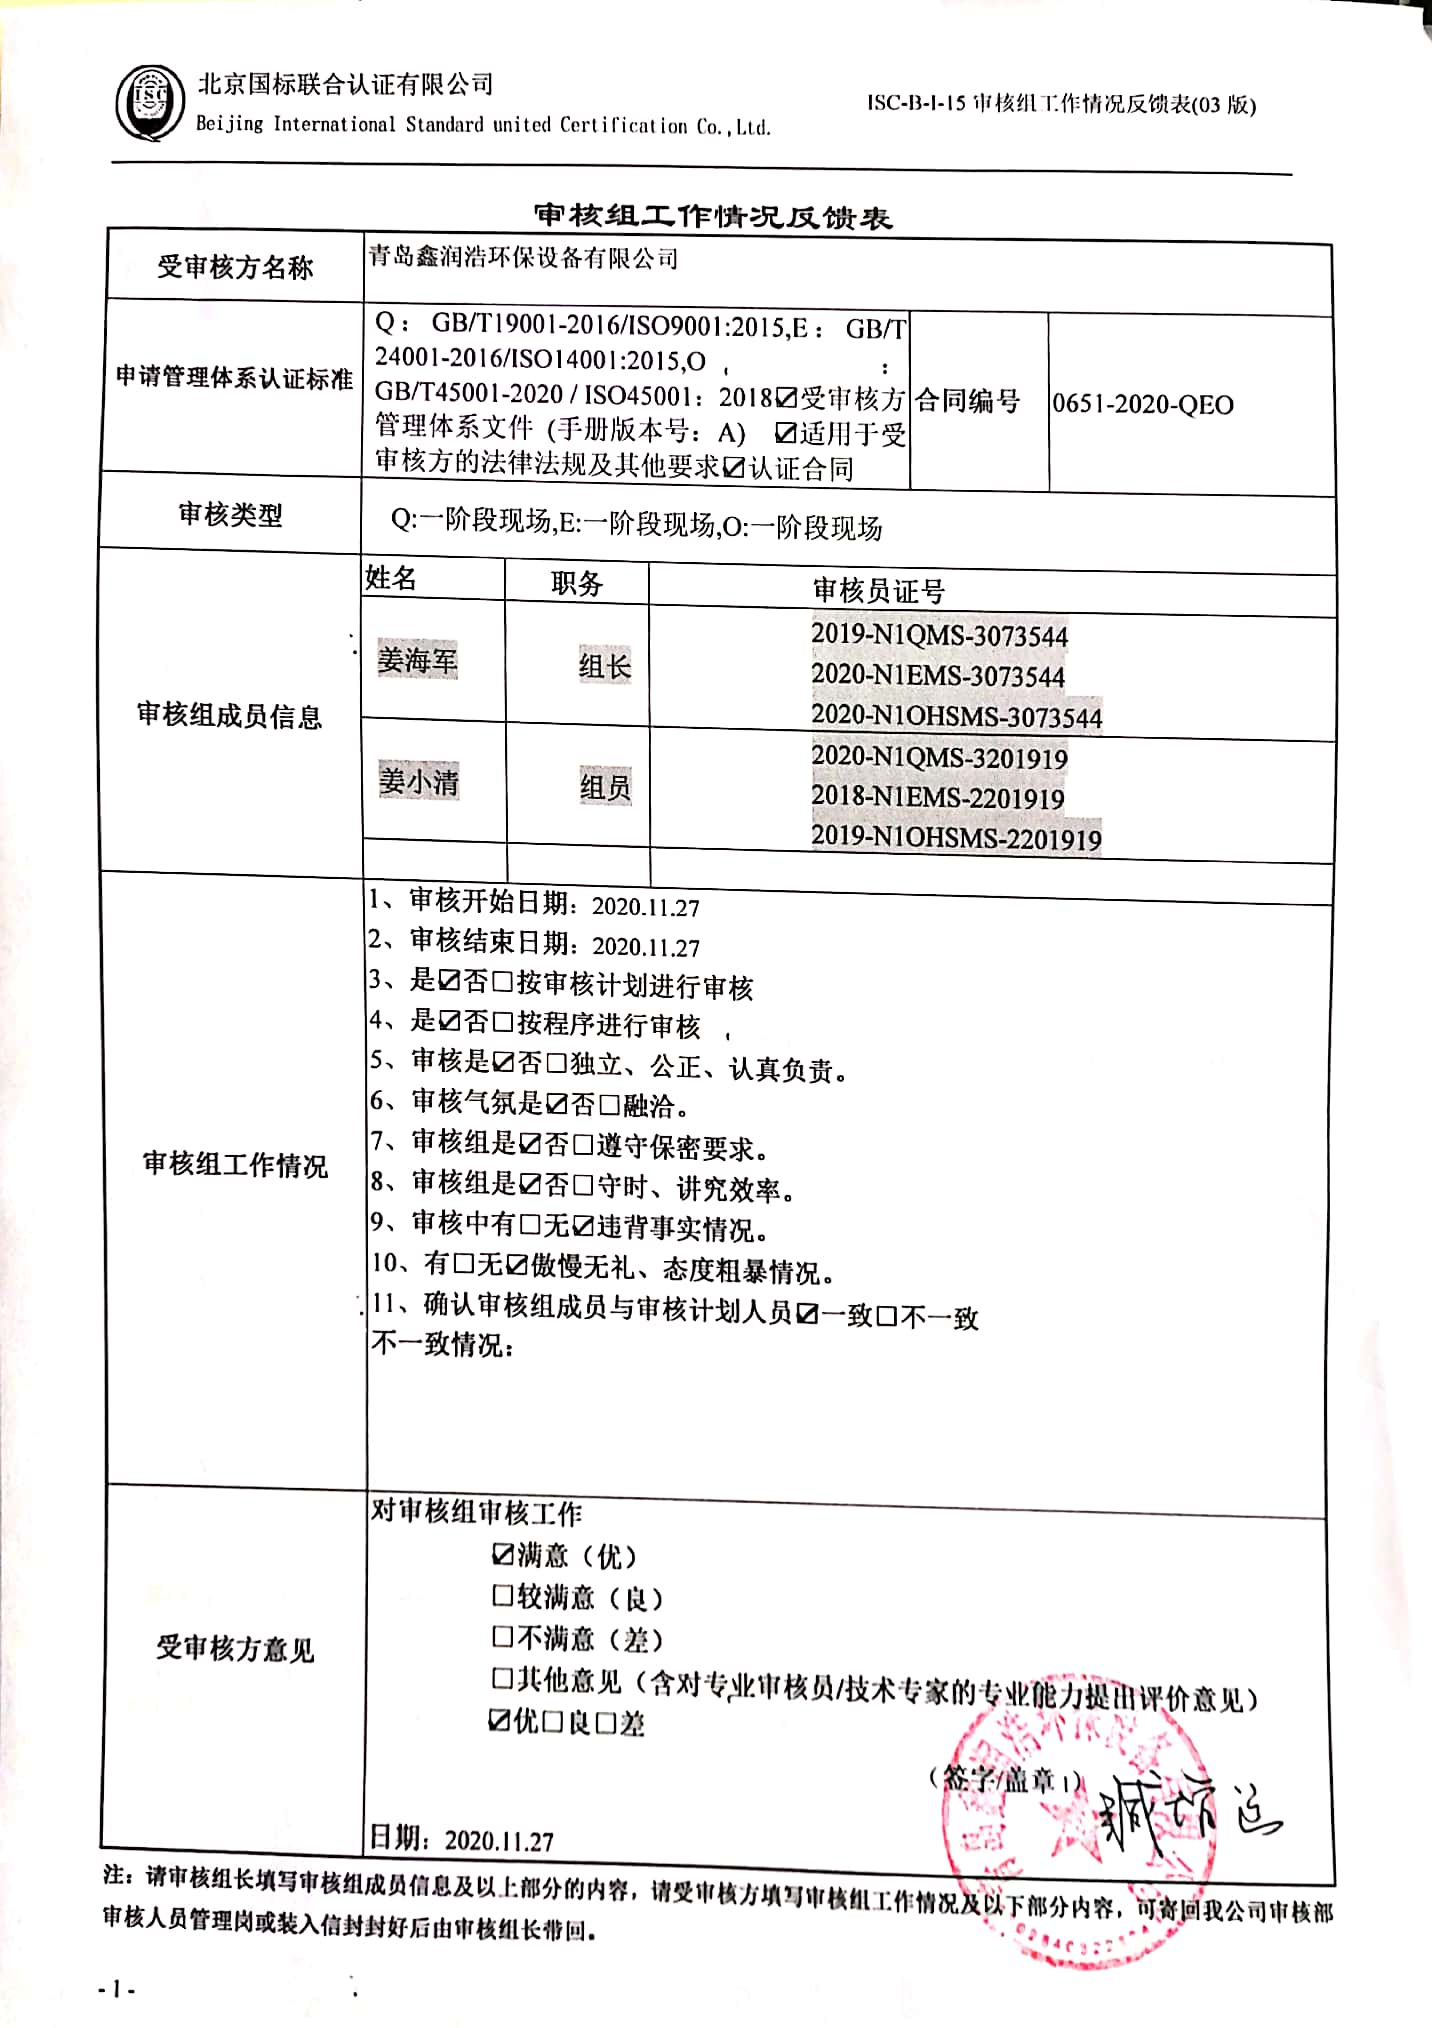 北京国标联合认证有限公司
Beijing International Standard united Certification Co.,Ltd.
ISC-B-I-15 审核组工作情况反馈表(03 版)
审核组工作情况反馈表
受审核方名称
青岛鑫润浩环保设备有限公司
申请管理体系认证标准
Q： GB/T19001-2016/ISO9001:2015,E： GB/T
24001-2016/ISO14001:2015,O ：
GB/T45001-2020 / ISO45001：2018☑受审核方
管理体系文件（手册版本号：A） ☑适用于受
审核方的法律法规及其他要求☑认证合同
合同编号
0651-2020-QEO
审核类型
Q:一阶段现场,E:一阶段现场,O:一阶段现场
审核组成员信息
姓名 职务 审核员证号
姜海军 组长
2019-N1QMS-3073544
2020-N1EMS-3073544
2020-N1OHSMS-3073544
姜小清 组员
2020-N1QMS-3201919
2018-N1EMS-2201919
2019-N1OHSMS-2201919
审核组工作情况
1、审核开始日期：2020.11.27
2、审核结束日期：2020.11.27
3、是☑否□按审核计划进行审核
4、是☑否□按程序进行审核
5、审核是☑否□独立、公正、认真负责。
6、审核气氛是☑否□融洽。
7、审核组是☑否□遵守保密要求。
8、审核组是☑否□守时、讲究效率。
9、审核中有□无☑违背事实情况。
10、有□无☑傲慢无礼、态度粗暴情况。
11、确认审核组成员与审核计划人员☑一致□不一致
不一致情况：
受审核方意见
对审核组审核工作
☑满意（优）
□较满意（良）
□不满意（差）
□其他意见（含对专业审核员/技术专家的专业能力提出评价意见）
☑优□良□差
（签字/盖章）
日期：2020.11.27
注：请审核组长填写审核组成员信息及以上部分的内容，请受审核方填写审核组工作情况及以下部分内容，可寄回我公司审核部
审核人员管理岗或装入信封封好后由审核组长带回。
- 1 -